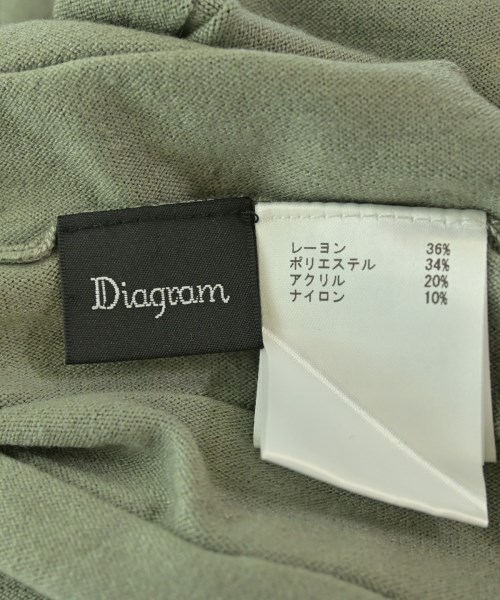 Diagram
レーヨン 36%
ポリエステル 34%
アクリル 20%
ナイロン 10%